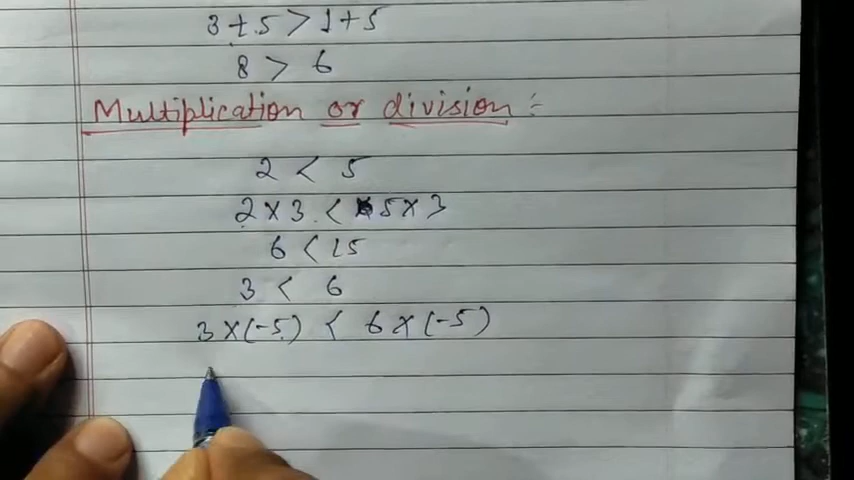 3 + 5 > 1 + 5
8 > 6
Multiplication or division :-
2 < 5
2 × 3 < 5 × 3
6 < 15
3 < 6
3 × (-5) < 6 × (-5)